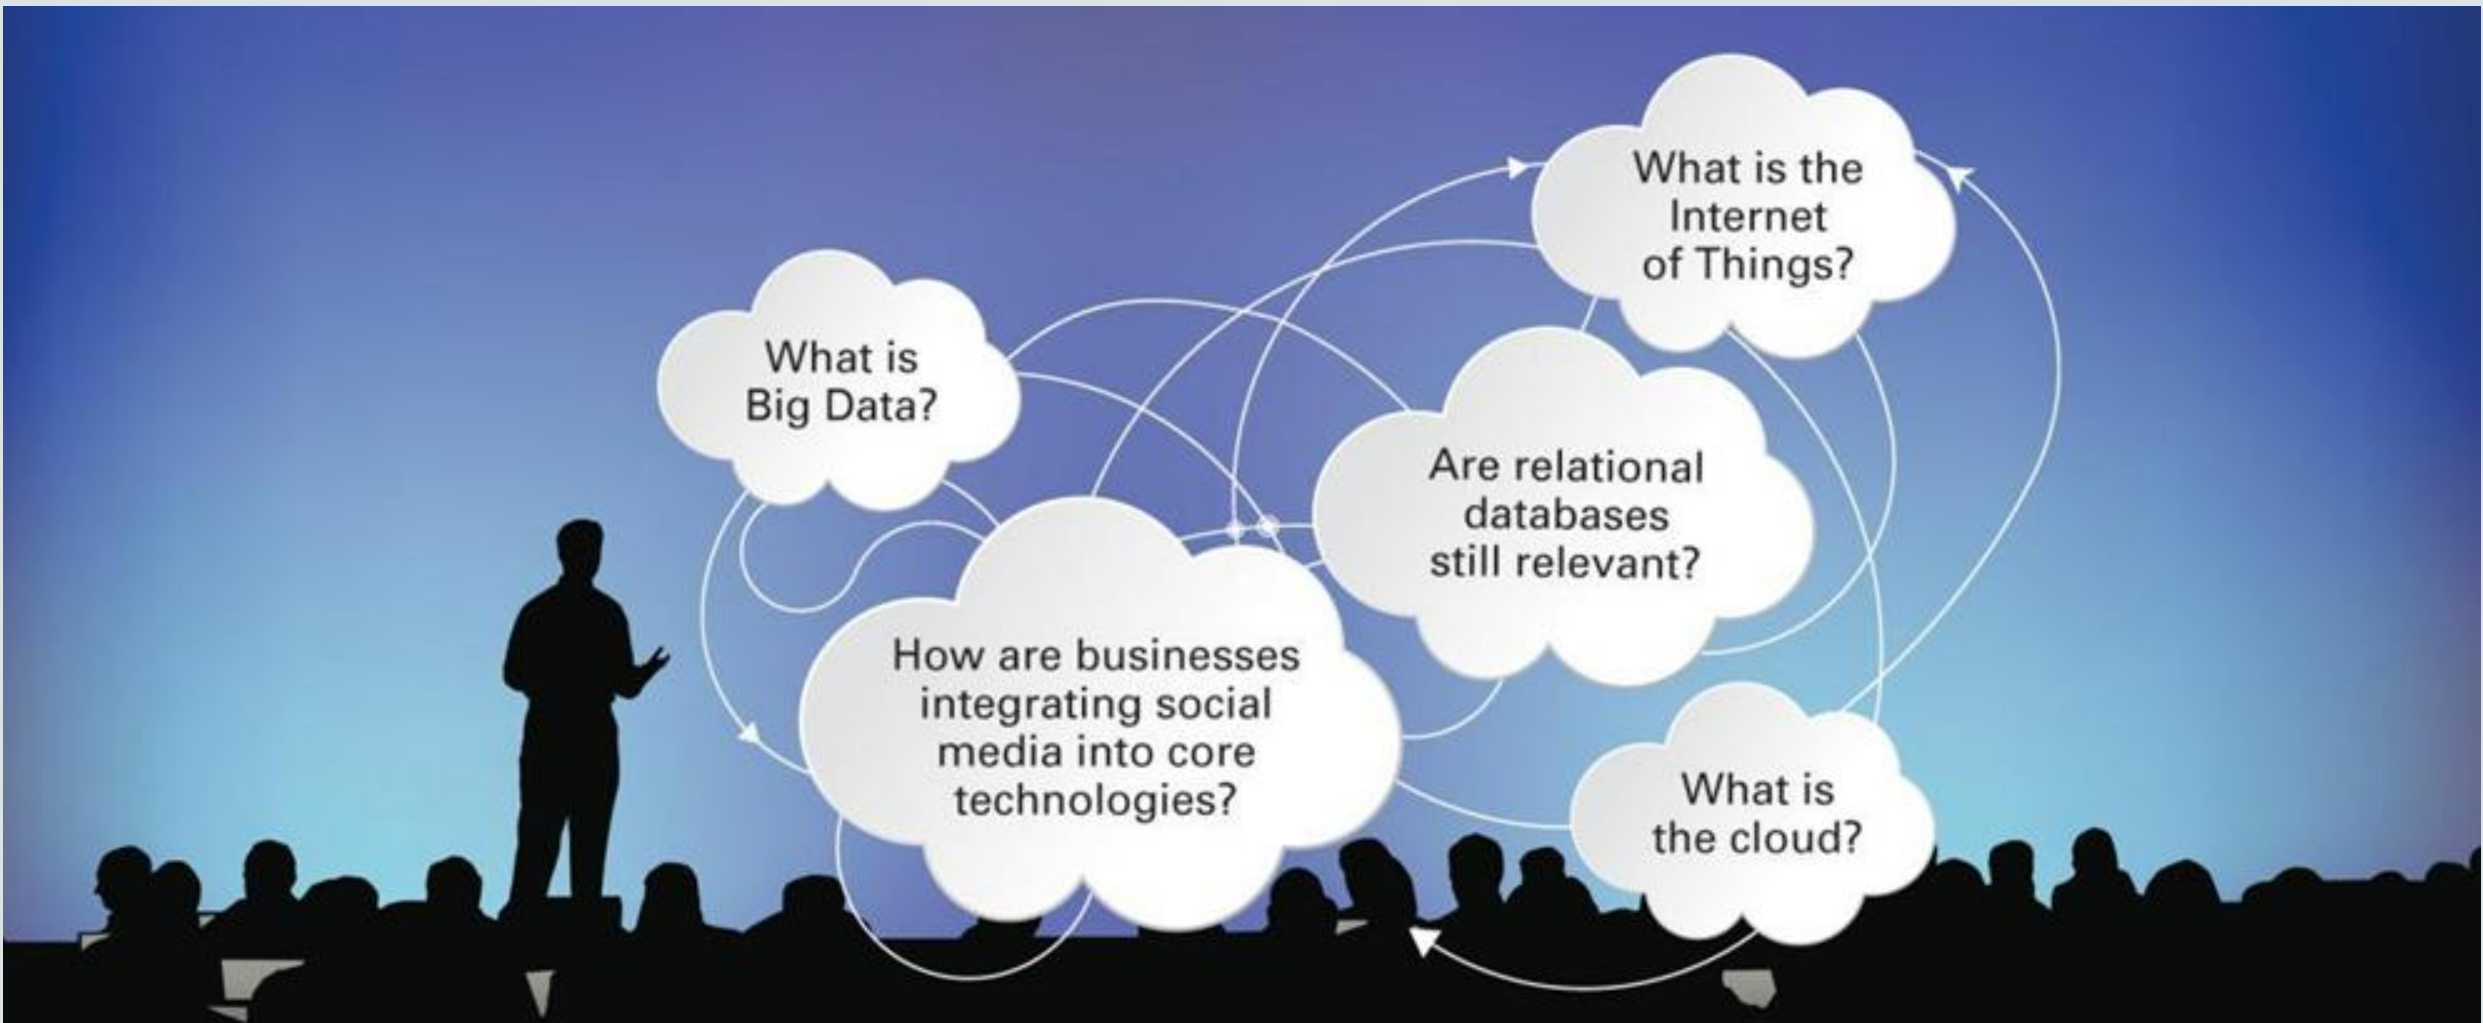 What is
Big Data?
What is the
Internet
of Things?
Are relational
databases
still relevant?
How are businesses
integrating social
media into core
technologies?
What is
the cloud?